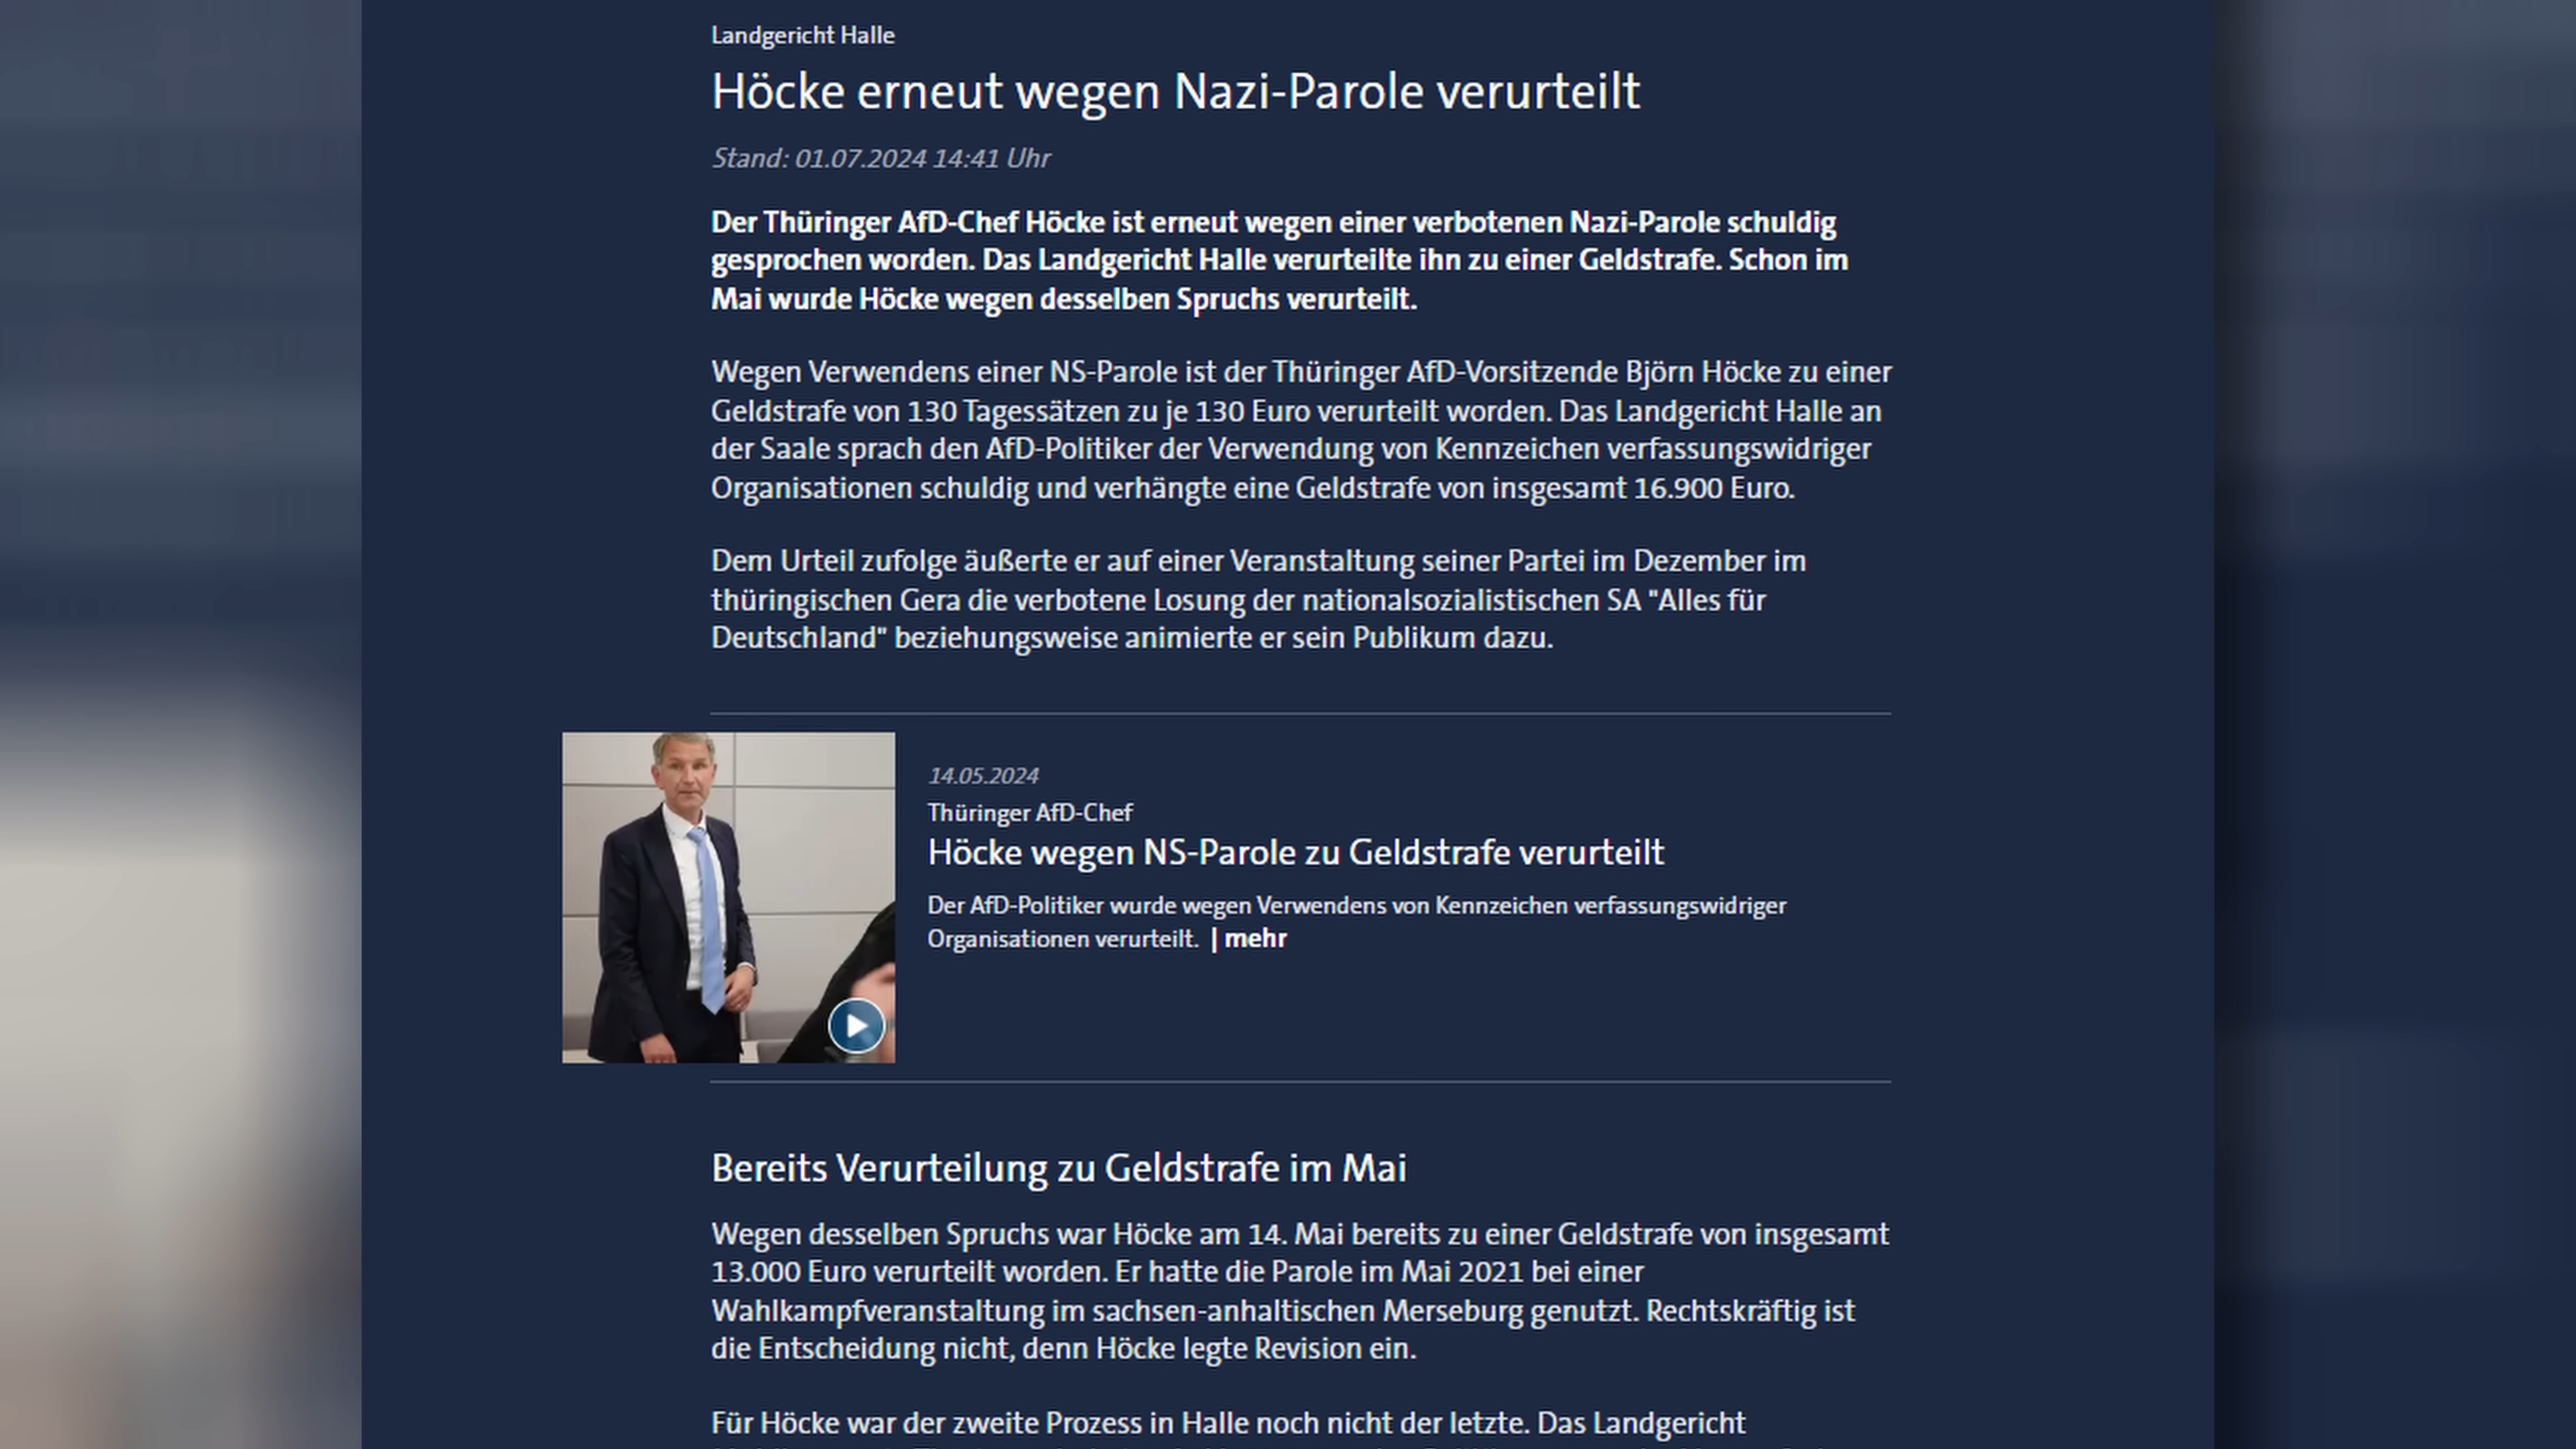 Landgericht Halle
Höcke erneut wegen Nazi-Parole verurteilt
Stand: 01.07.2024 14:41 Uhr
Der Thüringer AfD-Chef Höcke ist erneut wegen einer verbotenen Nazi-Parole schuldig
gesprochen worden. Das Landgericht Halle verurteilte ihn zu einer Geldstrafe. Schon im
Mai wurde Höcke wegen desselben Spruchs verurteilt.
Wegen Verwendens einer NS-Parole ist der Thüringer AfD-Vorsitzende Björn Höcke zu einer
Geldstrafe von 130 Tagessätzen zu je 130 Euro verurteilt worden. Das Landgericht Halle an
der Saale sprach den AfD-Politiker der Verwendung von Kennzeichen verfassungswidriger
Organisationen schuldig und verhängte eine Geldstrafe von insgesamt 16.900 Euro.
Dem Urteil zufolge äußerte er auf einer Veranstaltung seiner Partei im Dezember im
thüringischen Gera die verbotene Losung der nationalsozialistischen SA "Alles für
Deutschland" beziehungsweise animierte er sein Publikum dazu.
14.05.2024
Thüringer AfD-Chef
Höcke wegen NS-Parole zu Geldstrafe verurteilt
Der AfD-Politiker wurde wegen Verwendens von Kennzeichen verfassungswidriger
Organisationen verurteilt. | mehr
Bereits Verurteilung zu Geldstrafe im Mai
Wegen desselben Spruchs war Höcke am 14. Mai bereits zu einer Geldstrafe von insgesamt
13.000 Euro verurteilt worden. Er hatte die Parole im Mai 2021 bei einer
Wahlkampfveranstaltung im sachsen-anhaltischen Merseburg genutzt. Rechtskräftig ist
die Entscheidung nicht, denn Höcke legte Revision ein.
Für Höcke war der zweite Prozess in Halle noch nicht der letzte. Das Landgericht